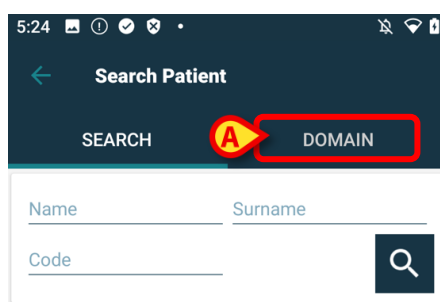 5:24
Search Patient
SEARCH A DOMAIN
Name Surname
Code